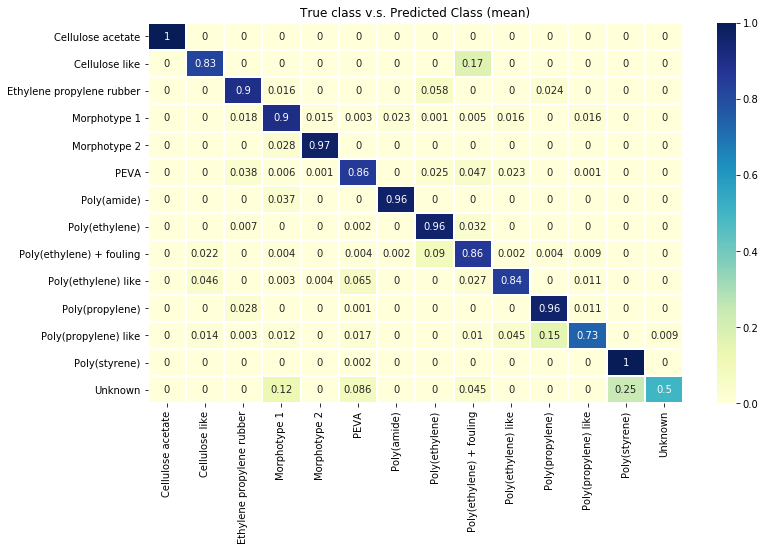 True class v.s. Predicted Class (mean)
Cellulose acetate 1 0 0 0 0 0 0 0 0 0 0 0 0 0
Cellulose like 0 0.83 0 0 0 0 0 0 0.17 0 0 0 0 0
Ethylene propylene rubber 0 0 0.9 0.016 0 0 0 0.058 0 0 0.024 0 0 0
Morphotype 1 0 0 0.018 0.9 0.015 0.003 0.023 0.001 0.005 0.016 0 0.016 0 0
Morphotype 2 0 0 0 0.028 0.97 0 0 0 0 0 0 0 0 0
PEVA 0 0 0.038 0.006 0.001 0.86 0 0.025 0.047 0.023 0 0.001 0 0
Poly(amide) 0 0 0 0.037 0 0 0.96 0 0 0 0 0 0 0
Poly(ethylene) 0 0 0.007 0 0 0.002 0 0.96 0.032 0 0 0 0 0
Poly(ethylene) + fouling 0 0.022 0 0.004 0 0.004 0.002 0.09 0.86 0.002 0.004 0.009 0 0
Poly(ethylene) like 0 0.046 0 0.003 0.004 0.065 0 0 0.027 0.84 0 0.011 0 0
Poly(propylene) 0 0 0.028 0 0 0.001 0 0 0 0 0.96 0.011 0 0
Poly(propylene) like 0 0.014 0.003 0.012 0 0.017 0 0 0.01 0.045 0.15 0.73 0 0.009
Poly(styrene) 0 0 0 0 0 0.002 0 0 0 0 0 0 1 0
Unknown 0 0 0 0.12 0 0.086 0 0 0.045 0 0 0 0.25 0.5
Cellulose acetate
Cellulose like
Ethylene propylene rubber
Morphotype 1
Morphotype 2
PEVA
Poly(amide)
Poly(ethylene)
Poly(ethylene) + fouling
Poly(ethylene) like
Poly(propylene)
Poly(propylene) like
Poly(styrene)
Unknown
1.0
0.8
0.6
0.4
0.2
0.0